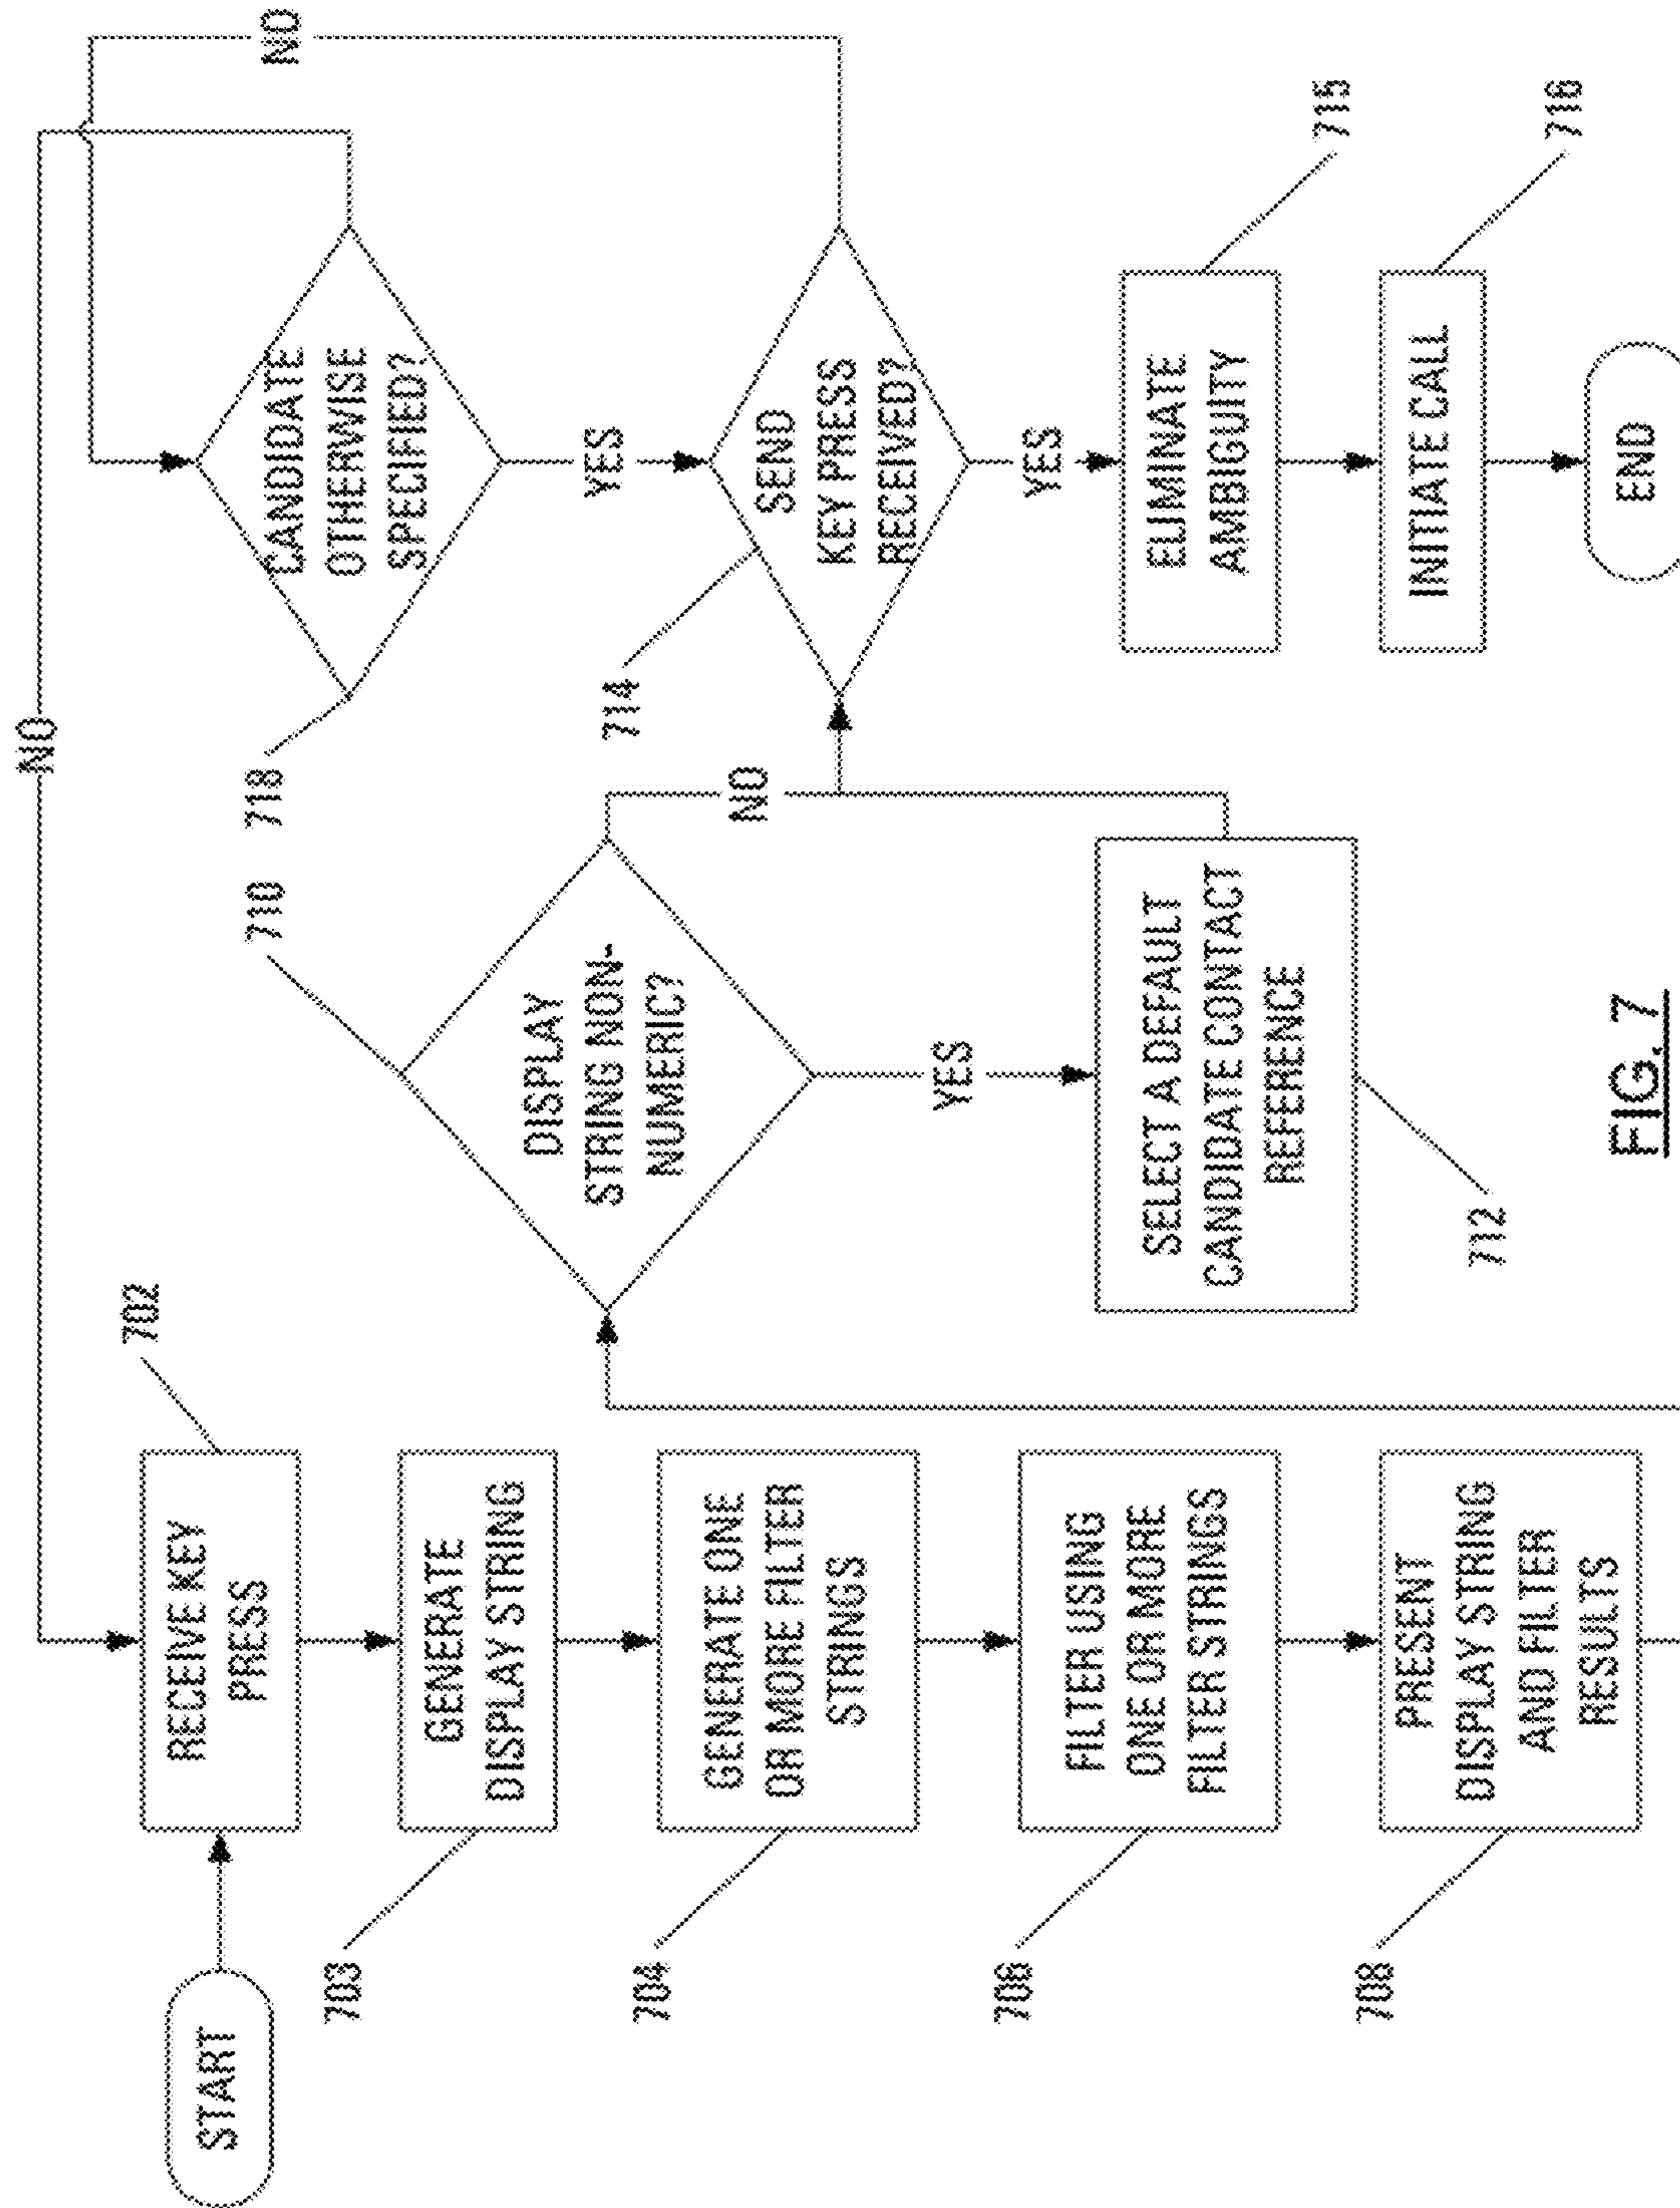 START
RECEIVE KEY
PRESS
702
GENERATE
DISPLAY STRING
703
GENERATE ONE
OR MORE FILTER
STRINGS
704
FILTER USING
ONE OR MORE
FILTER STRINGS
706
PRESENT
DISPLAY STRING
AND FILTER
RESULTS
708
DISPLAY
STRING NON-
NUMERIC?
710
YES
NO
SELECT A DEFAULT
CANDIDATE CONTACT
REFERENCE
712
CANDIDATE
OTHERWISE
SPECIFIED?
718
NO
YES
SEND
KEY PRESS
RECEIVED?
714
NO
YES
ELIMINATE
AMBIGUITY
715
INITIATE CALL
716
END
FIG. 7